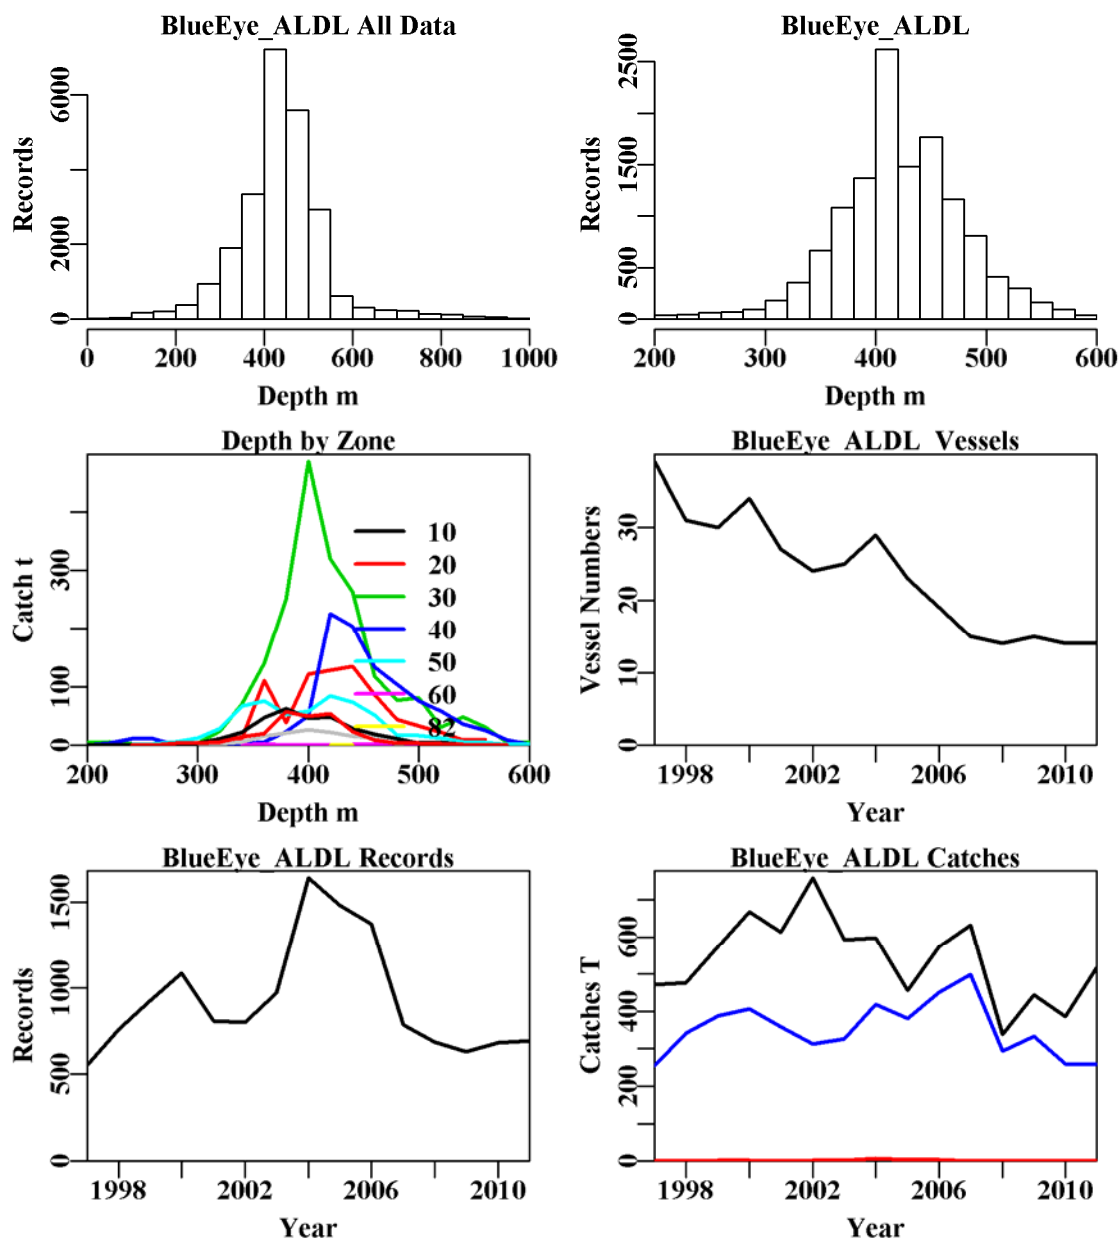 BlueEye_ALDL All Data
Records
0
2000
6000
0 200 400 600 800 1000
Depth m
BlueEye_ALDL
Records
0
500
1500
2500
200 300 400 500 600
Depth m
Depth by Zone
Catch t
0
100
300
10
20
30
40
50
60
82
200 300 400 500 600
Depth m
BlueEye_ALDL_Vessels
Vessel Numbers
0
10
20
30
1998 2002 2006 2010
Year
BlueEye_ALDL Records
Records
0
500
1000
1500
1998 2002 2006 2010
Year
BlueEye_ALDL Catches
Catches T
0
200
400
600
1998 2002 2006 2010
Year